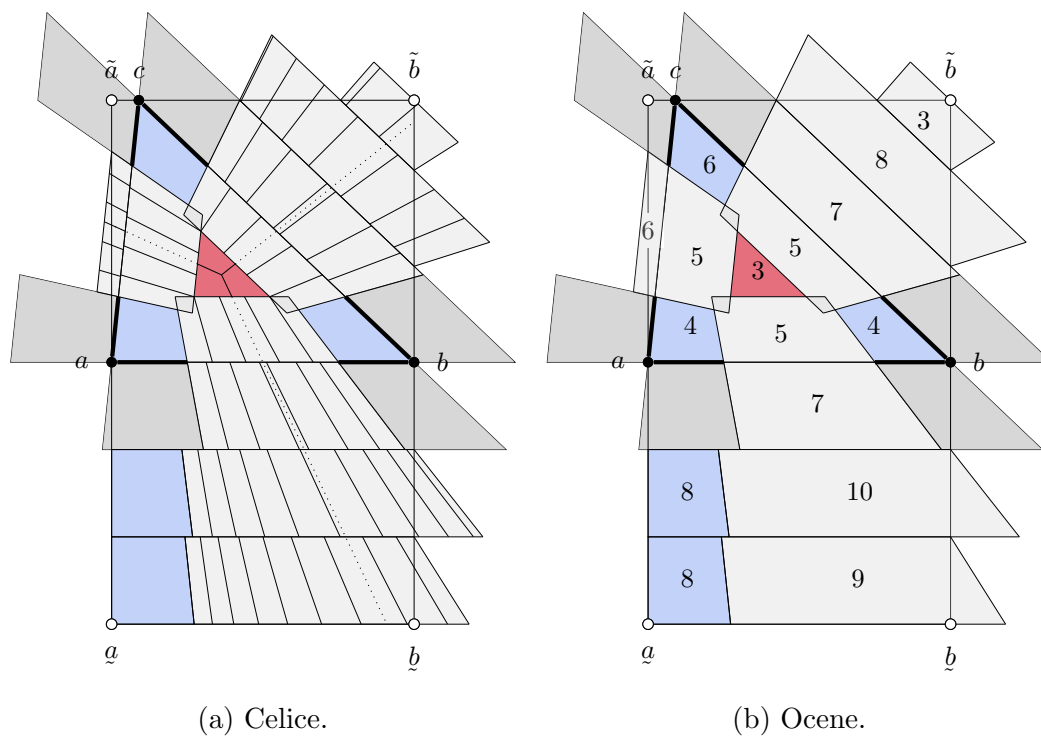 ã c b̃ ã c b̃
3
8
6
7
6
5 5
3
4 5 4
a b a b
7
8 10
8 9
a̰ b̰ a̰ b̰
(a) Celice. (b) Ocene.